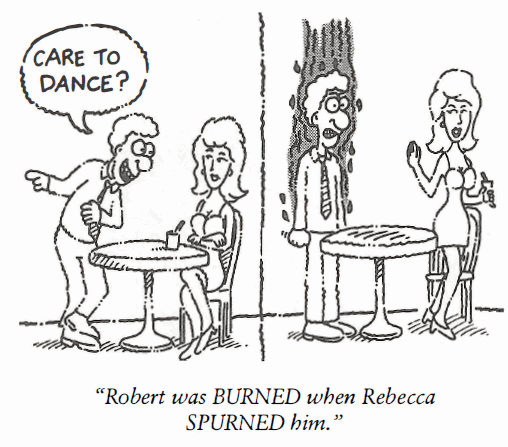 CARE TO
DANCE?
“Robert was BURNED when Rebecca
SPURNED him.”